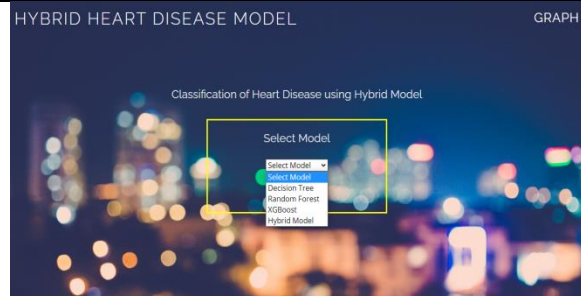 HYBRID HEART DISEASE MODEL
GRAPH
Classification of Heart Disease using Hybrid Model
Select Model
Select Model
Select Model
Decision Tree
Random Forest
XGBoost
Hybrid Model